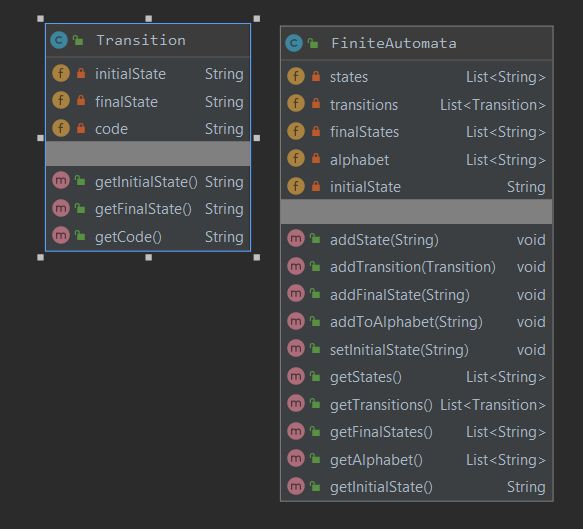 C Transition
f initialState String
f finalState String
f code String
m getInitialState() String
m getFinalState() String
m getCode() String
C FiniteAutomata
f states List<String>
f transitions List<Transition>
f finalStates List<String>
f alphabet List<String>
f initialState String
m addState(String) void
m addTransition(Transition) void
m addFinalState(String) void
m addToAlphabet(String) void
m setInitialState(String) void
m getStates() List<String>
m getTransitions() List<Transition>
m getFinalStates() List<String>
m getAlphabet() List<String>
m getInitialState() String